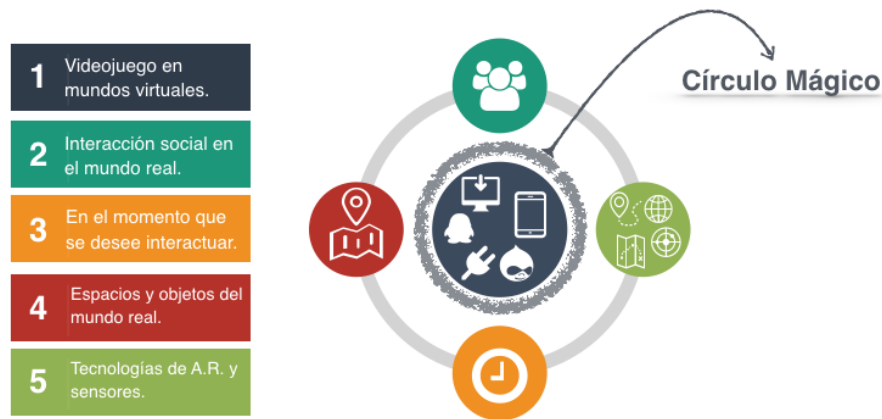 1
Videojuego en
mundos virtuales.
2
Interacción social en
el mundo real.
3
En el momento que
se desee interactuar.
4
Espacios y objetos del
mundo real.
5
Tecnologías de A.R. y
sensores.
Círculo Mágico